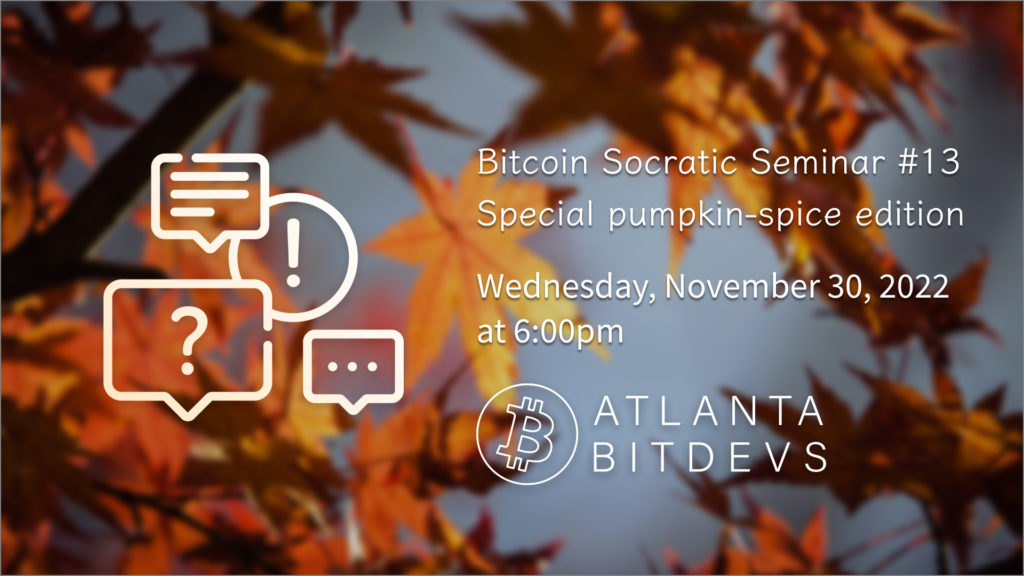 Bitcoin Socratic Seminar #13
Special pumpkin-spice edition
Wednesday, November 30, 2022
at 6:00pm
ATLANTA
BITDEVS